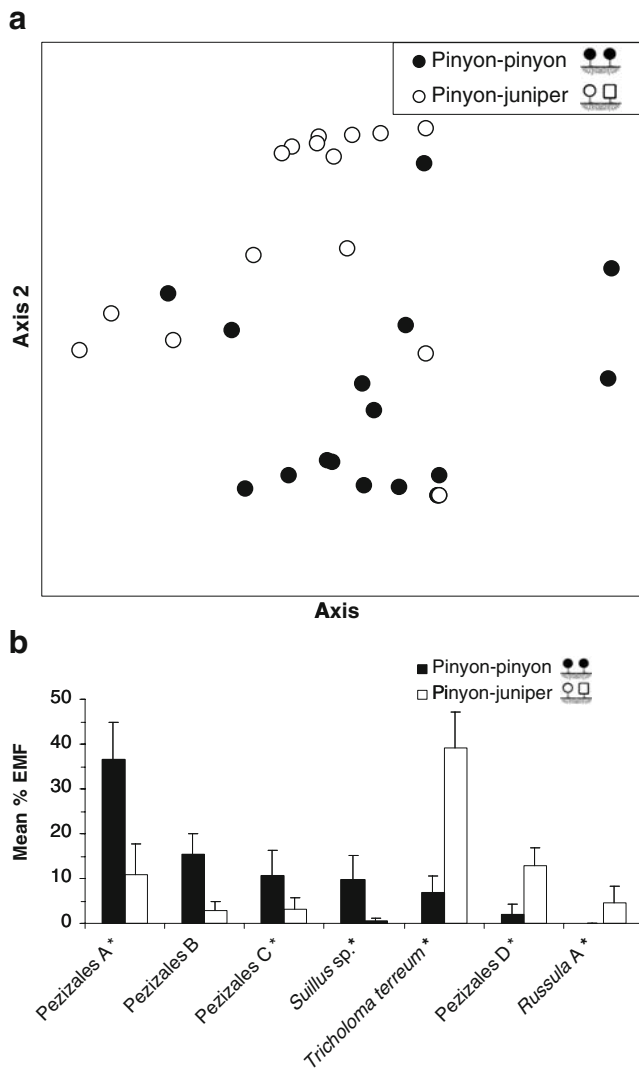 a
Pinyon-pinyon
Pinyon-juniper
Axis 2
Axis
b
Pinyon-pinyon
Pinyon-juniper
Mean % EMF
50
40
30
20
10
0
Pezizales A *
Pezizales B
Pezizales C *
Suillus sp. *
Tricholoma terreum *
Pezizales D *
Russula A *